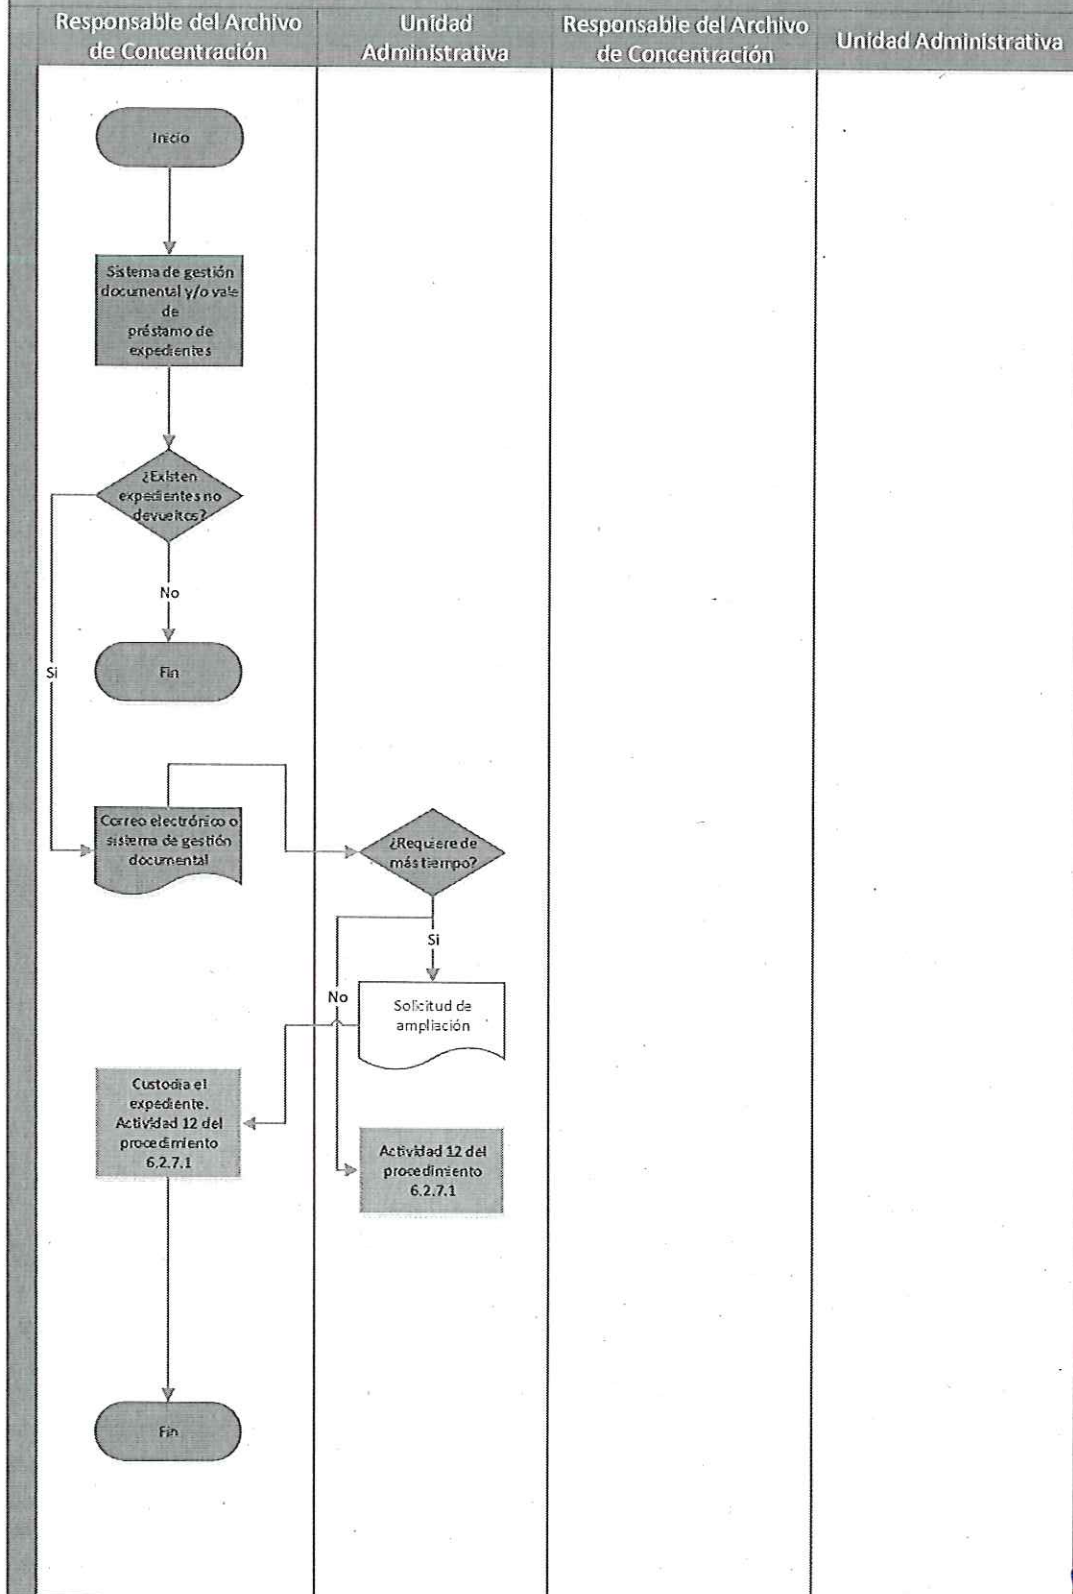 Responsable del Archivo
de Concentración
Unidad
Administrativa
Responsable del Archivo
de Concentración
Unidad Administrativa
Inicio
Sistema de gestión
documental y/o vale
de
préstamo de
expedientes
¿Existen
expedientes no
devueltos?
No
Fin
Si
Correo electrónico o
sistema de gestión
documental
¿Requiere de
más tiempo?
Si
No
Solicitud de
ampliación
Custodia el
expediente.
Actividad 12 del
procedimiento
6.2.7.1
Actividad 12 del
procedimiento
6.2.7.1
Fin